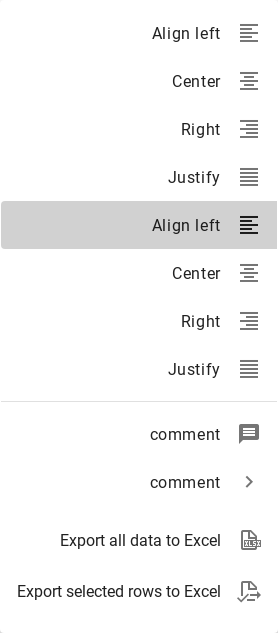 Align left
Center
Right
Justify
Align left
Center
Right
Justify
comment
comment
Export all data to Excel
Export selected rows to Excel